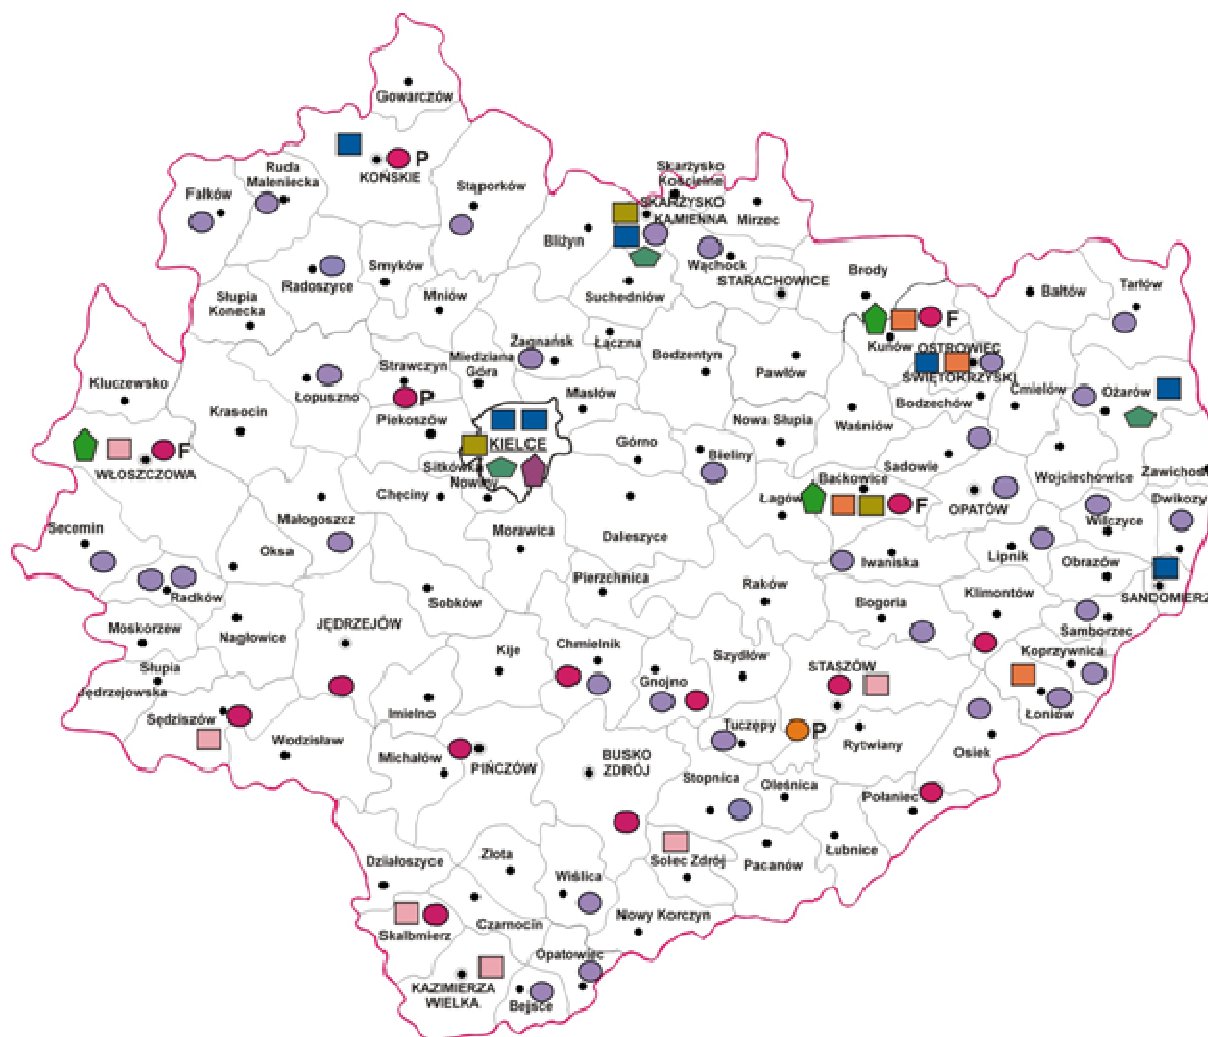 Gowarczów
P
KOŃSKIE
Ruda
Maleniecka
Fałków
Stąporków
Skarżysko
Kościelne
SKARŻYSKO
KAMIENNA
Mirzec
Bliżyn
Wąchock
STARACHOWICE
Brody
Bałtów
Tarłów
Radoszyce
Smyków
Mniów
Suchedniów
Słupia
Konecka
Zagnańsk
Łączna
F
Kunów
OSTROWIEC
ŚWIĘTOKRZYSKI
Kluczewsko
Łopuszno
Strawczyn
Miedziana
Góra
Bodzentyn
Pawłów
Ćmielów
Ożarów
Bodzechów
P
Krasocin
Piekoszów
Masłów
Nowa Słupia
Waśniów
F
WŁOSZCZOWA
KIELCE
Górno
Bieliny
Sadowie
Wojciechowice
Zawichost
Sitkówka
Nowiny
Chęciny
Łagów
Baćkowice
F
OPATÓW
Dwikozy
Wilczyce
Secemin
Małogoszcz
Oksa
Morawica
Daleszyce
Lipnik
Iwaniska
Obrazów
Radków
Sobków
Pierzchnica
Raków
Bogoria
Klimontów
SANDOMIERZ
Moskorzew
Nagłowice
JĘDRZEJÓW
Samborzec
Kije
Chmielnik
Szydłów
STASZÓW
Koprzywnica
Słupia
Jędrzejowska
Gnojno
Imielno
Łoniów
Sędziszów
Wodzisław
Tuczępy
P
Rytwiany
Osiek
Michałów
PIŃCZÓW
BUSKO
ZDRÓJ
Stopnica
Oleśnica
Połaniec
Łubnice
Działoszyce
Złota
Solec Zdrój
Pacanów
Wiślica
Skalbmierz
Czarnocin
Nowy Korczyn
Opatowiec
KAZIMIERZA
WIELKA
Bejsce